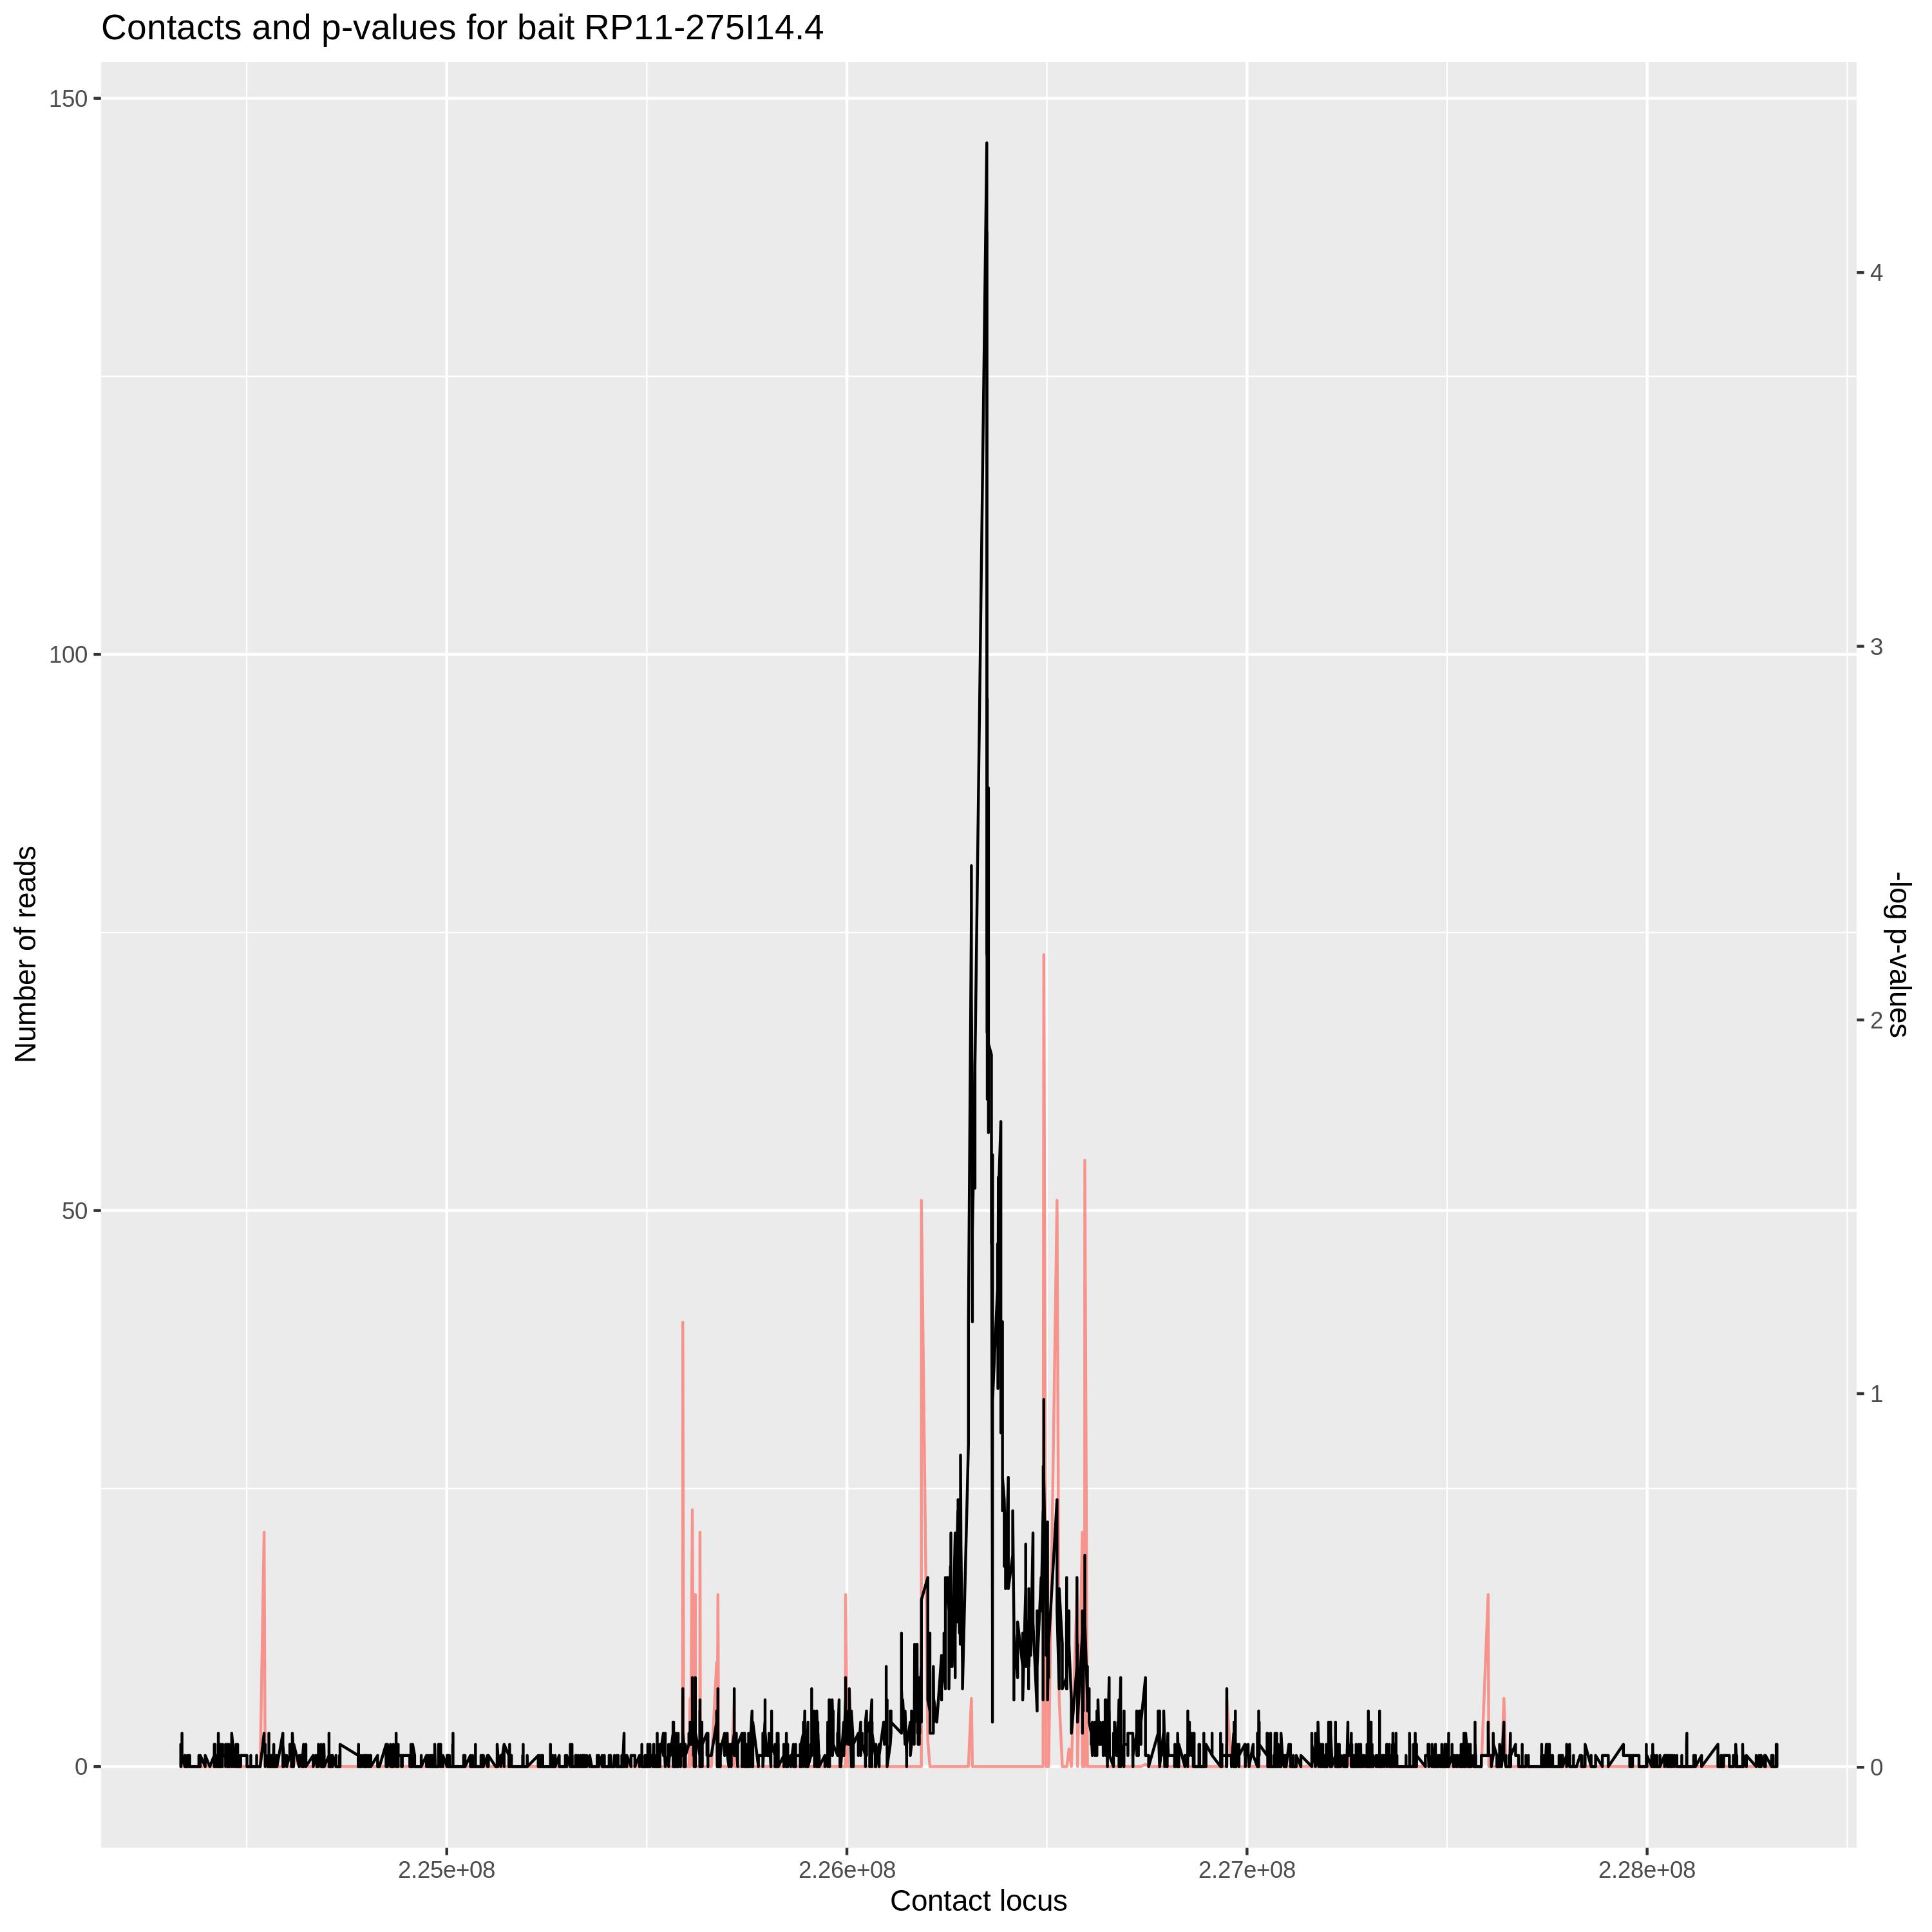 Contacts and p-values for bait RP11-275I14.4
150
100
50
0
Number of reads
4
3
2
1
0
-log p-values
2.25e+08
2.26e+08
2.27e+08
2.28e+08
Contact locus